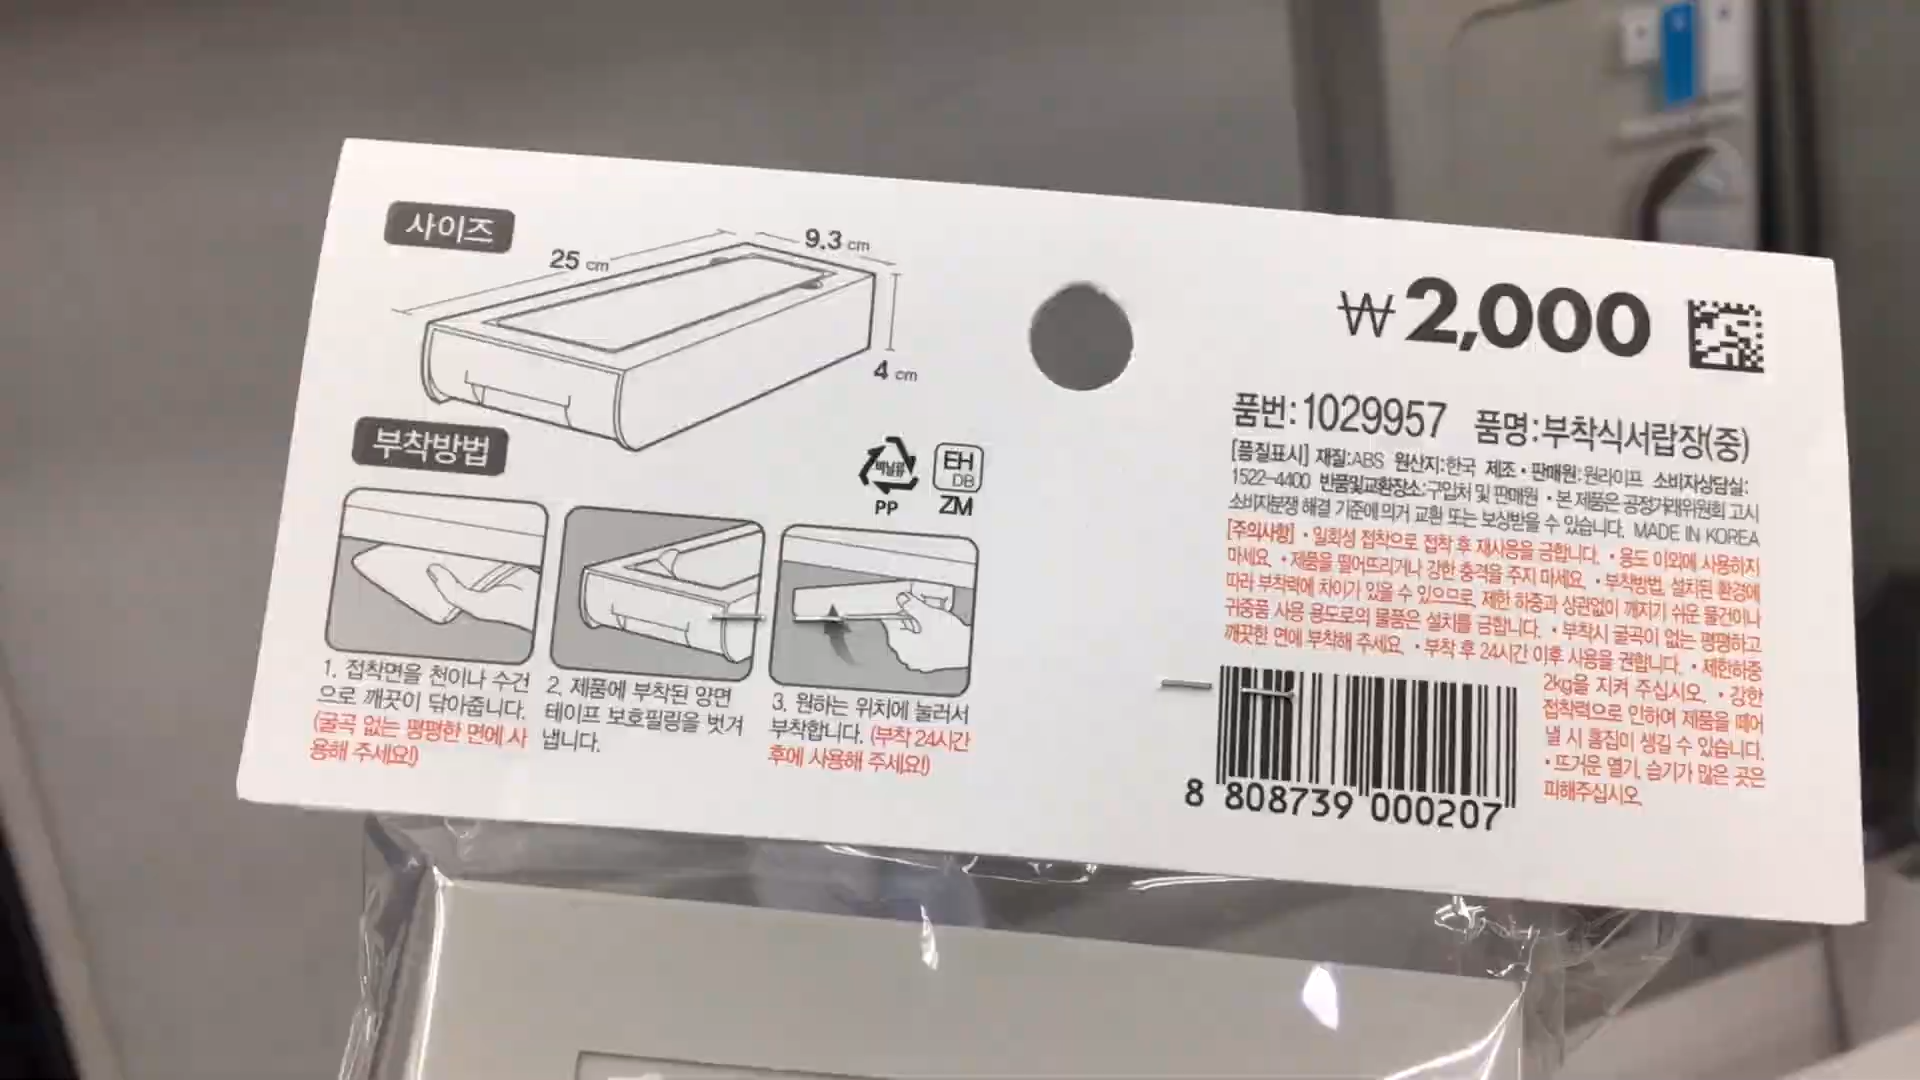 사이즈
25 cm
9.3 cm
4 cm
부착방법
비닐류
PP
EH
DB
ZM
1. 접착면을 천이나 수건
으로 깨끗이 닦아줍니다.
(굴곡 없는 평평한 면에 사
용해 주세요!)
2. 제품에 부착된 양면
테이프 보호필링을 벗겨
냅니다.
3. 원하는 위치에 눌러서
부착합니다. (부착 24시간
후에 사용해 주세요!)
₩2,000
품번:1029957 품명:부착식서랍장(중)
[품질표시] 재질:ABS 원산지:한국 제조・판매원:원라이프 소비자상담실:
1522-4400 반품및교환장소:구입처 및 판매원 ・본 제품은 공정거래위원회 고시
소비자분쟁 해결 기준에 의거 교환 또는 보상받을 수 있습니다. MADE IN KOREA
[주의사항] ・일회성 접착으로 접착 후 재사용을 금합니다. ・용도 이외에 사용하지
마세요. ・제품을 떨어뜨리거나 강한 충격을 주지 마세요. ・부착방법, 설치된 환경에
따라 부착력에 차이가 있을 수 있으므로, 제한 하중과 상관없이 깨지기 쉬운 물건이나
귀중품 사용 용도로의 물품은 설치를 금합니다. ・부착시 굴곡이 없는 평평하고
깨끗한 면에 부착해 주세요. ・부착 후 24시간 이후 사용을 권합니다. ・제한하중
2kg을 지켜 주십시오. ・강한
접착력으로 인하여 제품을 떼어
낼 시 흠집이 생길 수 있습니다.
・뜨거운 열기, 습기가 많은 곳은
피해주십시오.
8 808739 000207